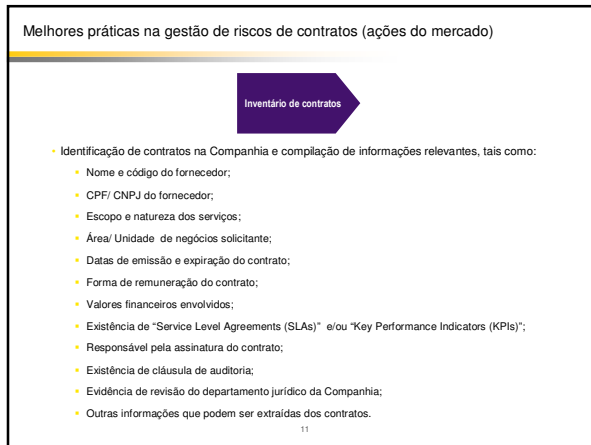 Melhores práticas na gestão de riscos de contratos (ações do mercado)
Inventário de contratos
• Identificação de contratos na Companhia e compilação de informações relevantes, tais como:
• Nome e código do fornecedor;
• CPF/ CNPJ do fornecedor;
• Escopo e natureza dos serviços;
• Área/ Unidade de negócios solicitante;
• Datas de emissão e expiração do contrato;
• Forma de remuneração do contrato;
• Valores financeiros envolvidos;
• Existência de “Service Level Agreements (SLAs)” e/ou “Key Performance Indicators (KPIs)”;
• Responsável pela assinatura do contrato;
• Existência de cláusula de auditoria;
• Evidência de revisão do departamento jurídico da Companhia;
• Outras informações que podem ser extraídas dos contratos.
11